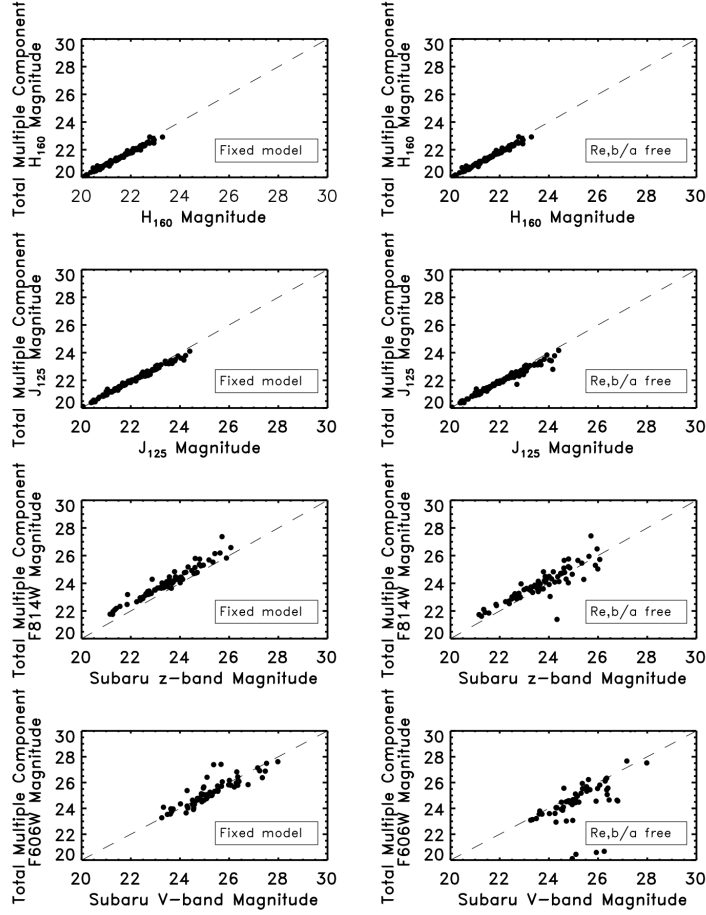 Total Multiple Component
H160 Magnitude
30
28
26
24
22
20
Fixed model
20 22 24 26 28 30
H160 Magnitude
Total Multiple Component
H160 Magnitude
30
28
26
24
22
20
Re,b/a free
20 22 24 26 28 30
H160 Magnitude
Total Multiple Component
J125 Magnitude
30
28
26
24
22
20
Fixed model
20 22 24 26 28 30
J125 Magnitude
Total Multiple Component
J125 Magnitude
30
28
26
24
22
20
Re,b/a free
20 22 24 26 28 30
J125 Magnitude
Total Multiple Component
F814W Magnitude
30
28
26
24
22
20
Fixed model
20 22 24 26 28 30
Subaru z-band Magnitude
Total Multiple Component
F814W Magnitude
30
28
26
24
22
20
Re,b/a free
20 22 24 26 28 30
Subaru z-band Magnitude
Total Multiple Component
F606W Magnitude
30
28
26
24
22
20
Fixed model
20 22 24 26 28 30
Subaru V-band Magnitude
Total Multiple Component
F606W Magnitude
30
28
26
24
22
20
Re,b/a free
20 22 24 26 28 30
Subaru V-band Magnitude